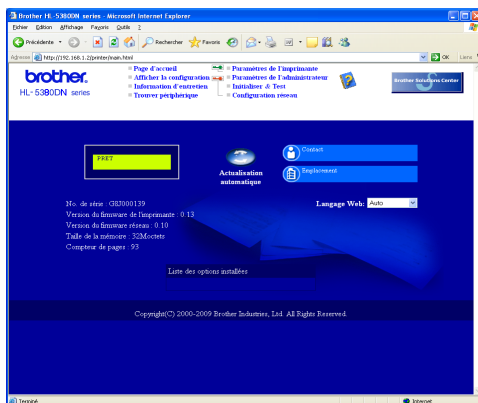 Brother HL-5380DN series - Microsoft Internet Explorer
Fichier Edition Affichage Favoris Outils ?
Précédente Rechercher Favoris
Adresse http://192.168.1.2/printer/main.html OK Liens
brother.
HL-5380DN series
Page d'accueil
Afficher la configuration
Information d'entretien
Trouver périphérique
Paramètres de l'imprimante
Paramètres de l'administrateur
Initialiser & Test
Configuration réseau
Brother Solutions Center
PRET
Actualisation
automatique
Contact
Emplacement
No. de série : G8J000139
Version du firmware de l'imprimante : 0.13
Version du firmware réseau : 0.10
Taille de la mémoire : 32Moctets
Compteur de pages : 93
Langage Web: Auto
Liste des options installées
Copyright(C) 2000-2009 Brother Industries, Ltd. All Rights Reserved.
Terminé Internet